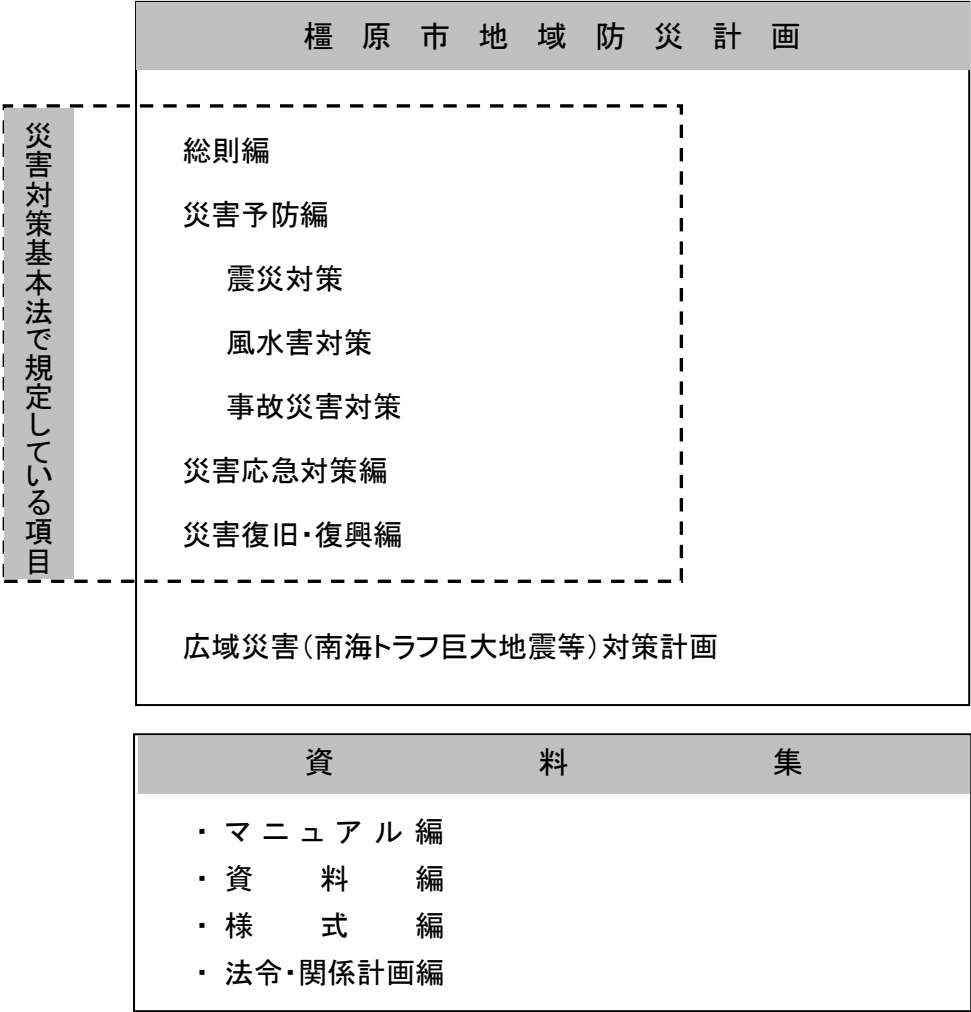 橿原市地域防災計画
災害対策基本法で規定している項目
総則編
災害予防編
震災対策
風水害対策
事故災害対策
災害応急対策編
災害復旧・復興編
広域災害(南海トラフ巨大地震等)対策計画
資料集
・マニュアル編
・資料編
・様式編
・法令・関係計画編